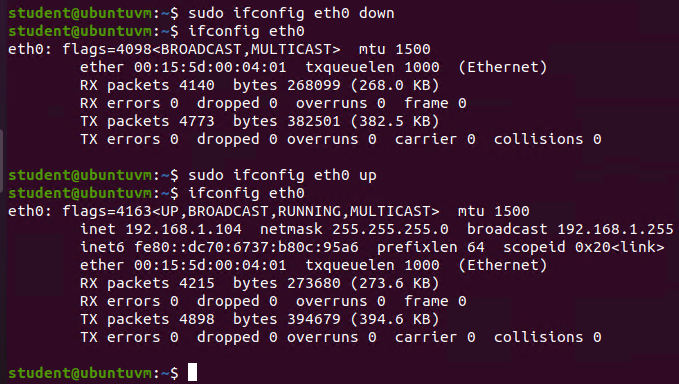 student@ubuntuvm:~$ sudo ifconfig eth0 down
student@ubuntuvm:~$ ifconfig eth0
eth0: flags=4098<BROADCAST,MULTICAST>  mtu 1500
        ether 00:15:5d:00:04:01  txqueuelen 1000  (Ethernet)
        RX packets 4140  bytes 268099 (268.0 KB)
        RX errors 0  dropped 0  overruns 0  frame 0
        TX packets 4773  bytes 382501 (382.5 KB)
        TX errors 0  dropped 0 overruns 0  carrier 0  collisions 0
student@ubuntuvm:~$ sudo ifconfig eth0 up
student@ubuntuvm:~$ ifconfig eth0
eth0: flags=4163<UP,BROADCAST,RUNNING,MULTICAST>  mtu 1500
        inet 192.168.1.104  netmask 255.255.255.0  broadcast 192.168.1.255
        inet6 fe80::dc70:6737:b80c:95a6  prefixlen 64  scopeid 0x20<link>
        ether 00:15:5d:00:04:01  txqueuelen 1000  (Ethernet)
        RX packets 4215  bytes 273680 (273.6 KB)
        RX errors 0  dropped 0  overruns 0  frame 0
        TX packets 4898  bytes 394679 (394.6 KB)
        TX errors 0  dropped 0 overruns 0  carrier 0  collisions 0
student@ubuntuvm:~$